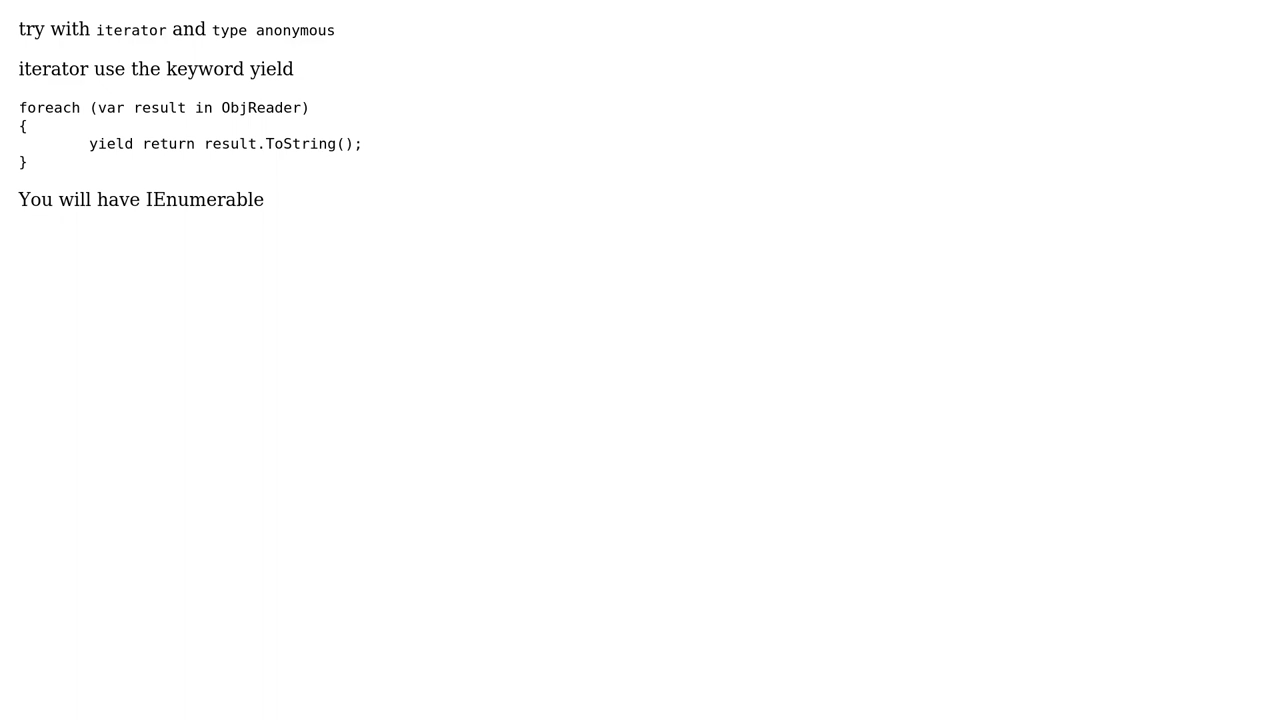 try with iterator and type anonymous
iterator use the keyword yield
foreach (var result in ObjReader)
{
        yield return result.ToString();
}
You will have IEnumerable